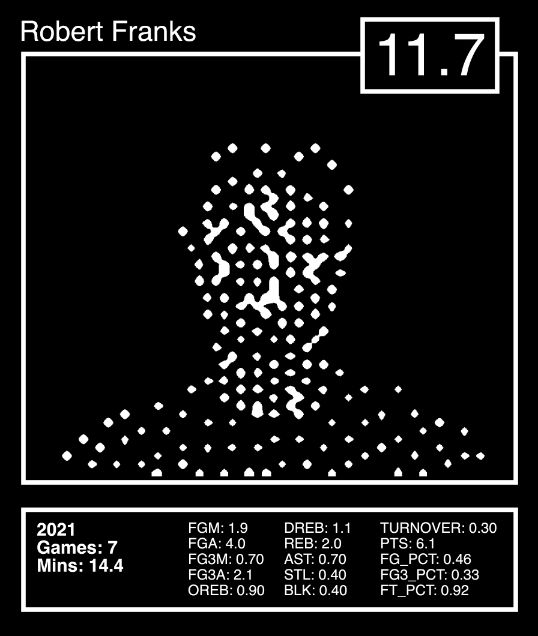 Robert Franks
11.7
2021
Games: 7
Mins: 14.4
FGM: 1.9
FGA: 4.0
FG3M: 0.70
FG3A: 2.1
OREB: 0.90
DREB: 1.1
REB: 2.0
AST: 0.70
STL: 0.40
BLK: 0.40
TURNOVER: 0.30
PTS: 6.1
FG_PCT: 0.46
FG3_PCT: 0.33
FT_PCT: 0.92